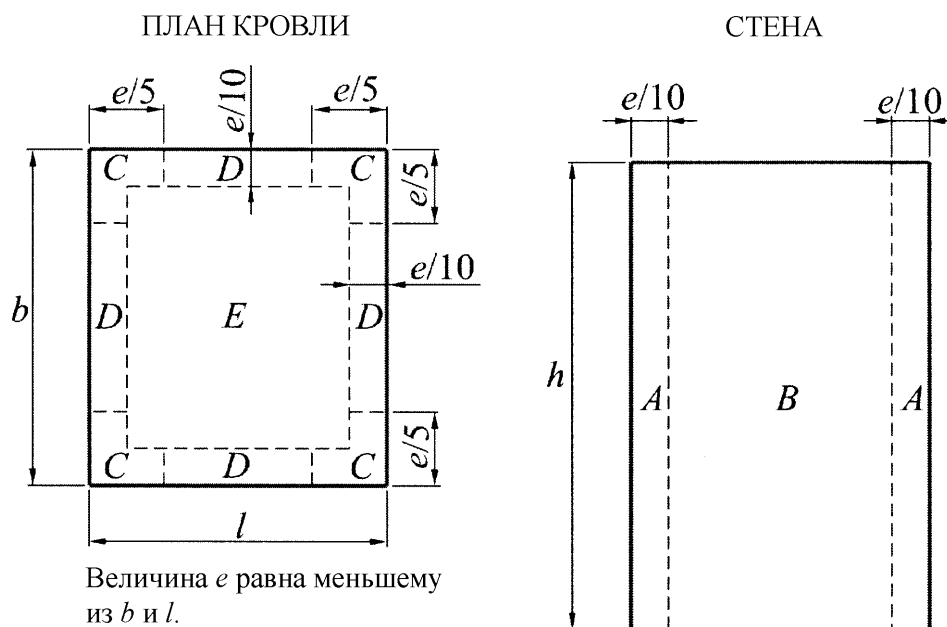 ПЛАН КРОВЛИ
СТЕНА
e/5
e/10
e/5
e/10
e/10
C
D
C
e/5
e/10
b
D
E
D
h
A
B
A
C
D
C
e/5
l
Величина e равна меньшему
из b и l.